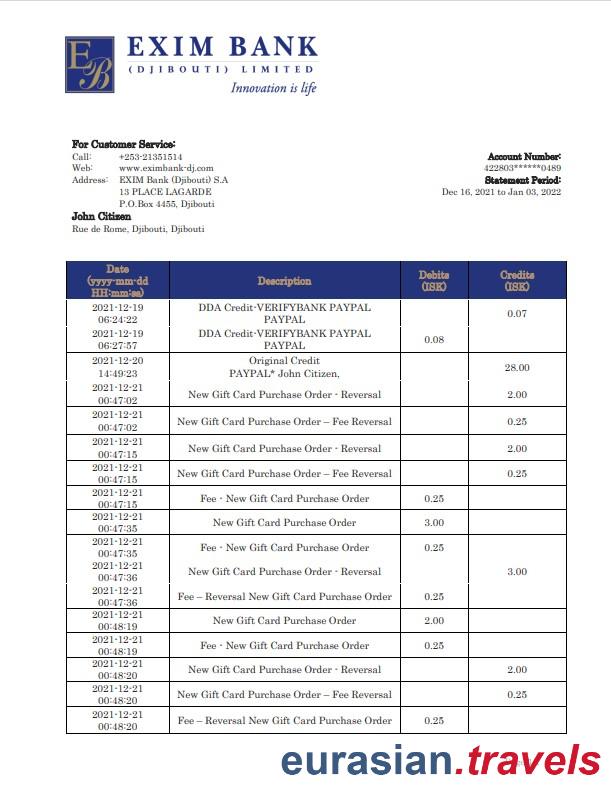 EB
EXIM BANK
(DJIBOUTI) LIMITED
Innovation is life
For Customer Service:
Call: +253-21351514
Web: www.eximbank-dj.com
Address: EXIM Bank (Djibouti) S.A
13 PLACE LAGARDE
P.O.Box 4455, Djibouti
John Citizen
Rue de Rome, Djibouti, Djibouti
Account Number:
422803******0489
Statement Period:
Dec 16, 2021 to Jan 03, 2022
Date
(yyyy-mm-dd
HH:mm:ss)
Description
Debits
(ISK)
Credits
(ISK)
2021-12-19
06:24:22
DDA Credit-VERIFYBANK PAYPAL
PAYPAL
0.07
2021-12-19
06:27:57
DDA Credit-VERIFYBANK PAYPAL
PAYPAL
0.08
2021-12-20
14:49:23
Original Credit
PAYPAL* John Citizen,
28.00
2021-12-21
00:47:02
New Gift Card Purchase Order - Reversal
2.00
2021-12-21
00:47:02
New Gift Card Purchase Order – Fee Reversal
0.25
2021-12-21
00:47:15
New Gift Card Purchase Order - Reversal
2.00
2021-12-21
00:47:15
New Gift Card Purchase Order – Fee Reversal
0.25
2021-12-21
00:47:15
Fee - New Gift Card Purchase Order
0.25
2021-12-21
00:47:35
New Gift Card Purchase Order
3.00
2021-12-21
00:47:35
Fee - New Gift Card Purchase Order
0.25
2021-12-21
00:47:36
New Gift Card Purchase Order - Reversal
3.00
2021-12-21
00:47:36
Fee – Reversal New Gift Card Purchase Order
0.25
2021-12-21
00:48:19
New Gift Card Purchase Order
2.00
2021-12-21
00:48:19
Fee - New Gift Card Purchase Order
0.25
2021-12-21
00:48:20
New Gift Card Purchase Order - Reversal
2.00
2021-12-21
00:48:20
New Gift Card Purchase Order – Fee Reversal
0.25
2021-12-21
00:48:20
Fee – Reversal New Gift Card Purchase Order
0.25
eurasian.travels